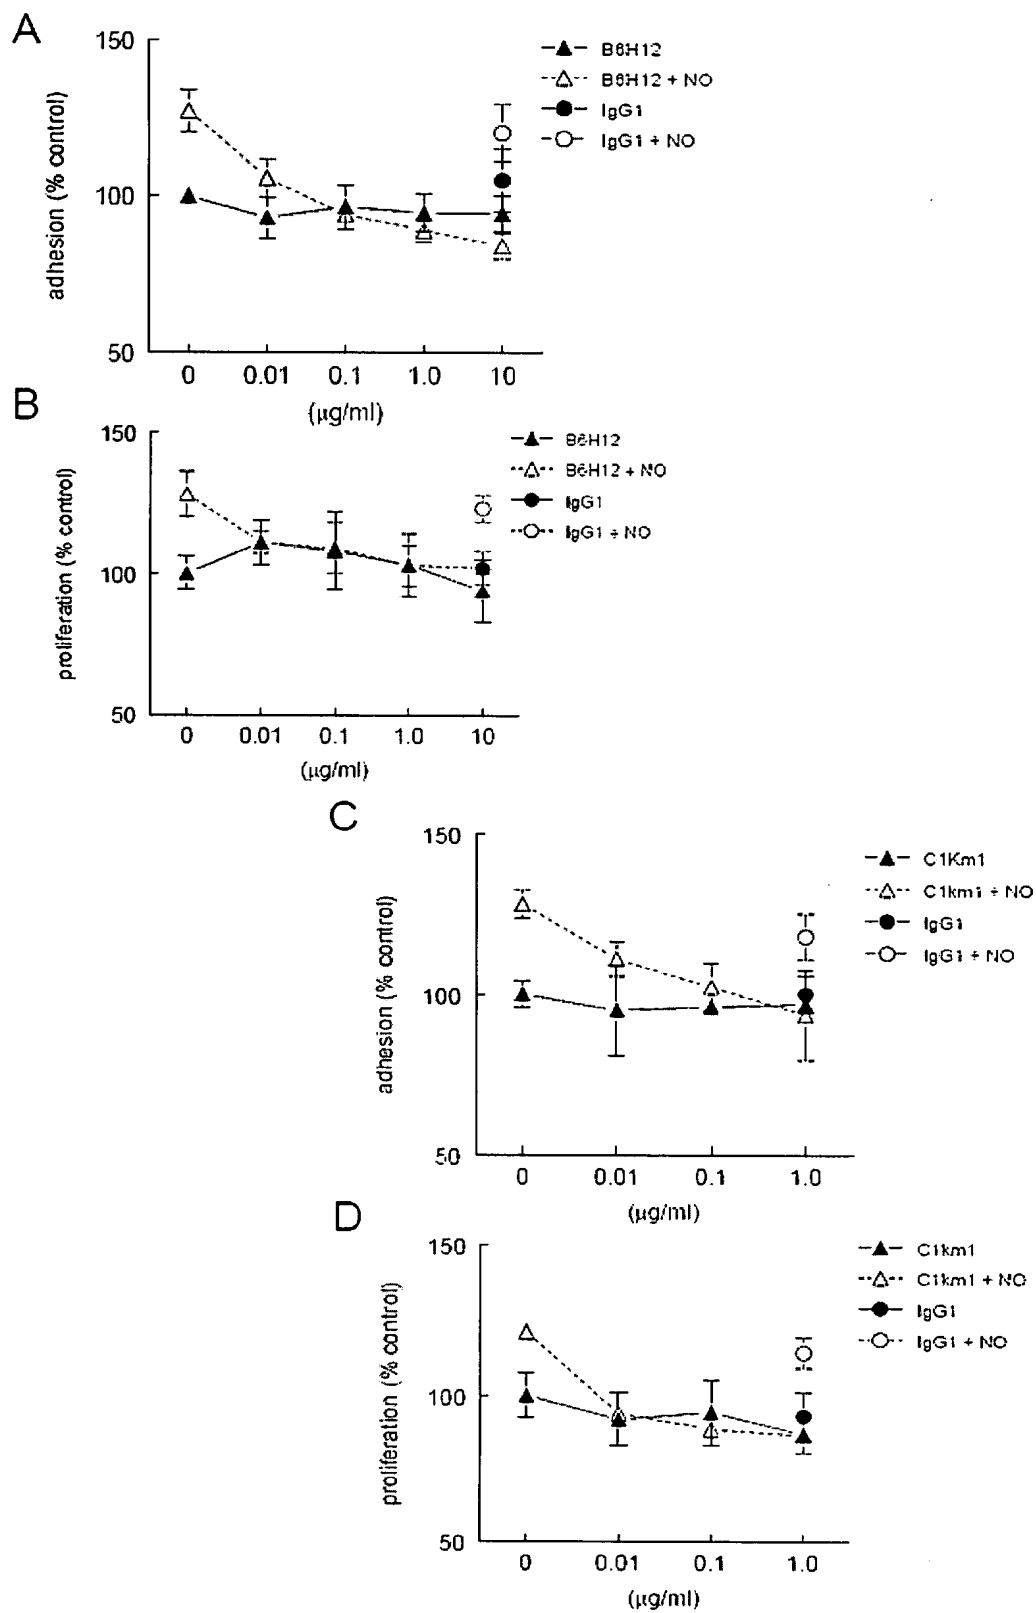 A
150
100
50
adhesion (% control)
0 0.01 0.1 1.0 10
(µg/ml)
B6H12
B6H12 + NO
IgG1
IgG1 + NO
B
150
100
50
proliferation (% control)
0 0.01 0.1 1.0 10
(µg/ml)
B6H12
B6H12 + NO
IgG1
IgG1 + NO
C
150
100
50
adhesion (% control)
0 0.01 0.1 1.0
(µg/ml)
C1Km1
C1km1 + NO
IgG1
IgG1 + NO
D
150
100
50
proliferation (% control)
0 0.01 0.1 1.0
(µg/ml)
C1km1
C1km1 + NO
IgG1
IgG1 + NO